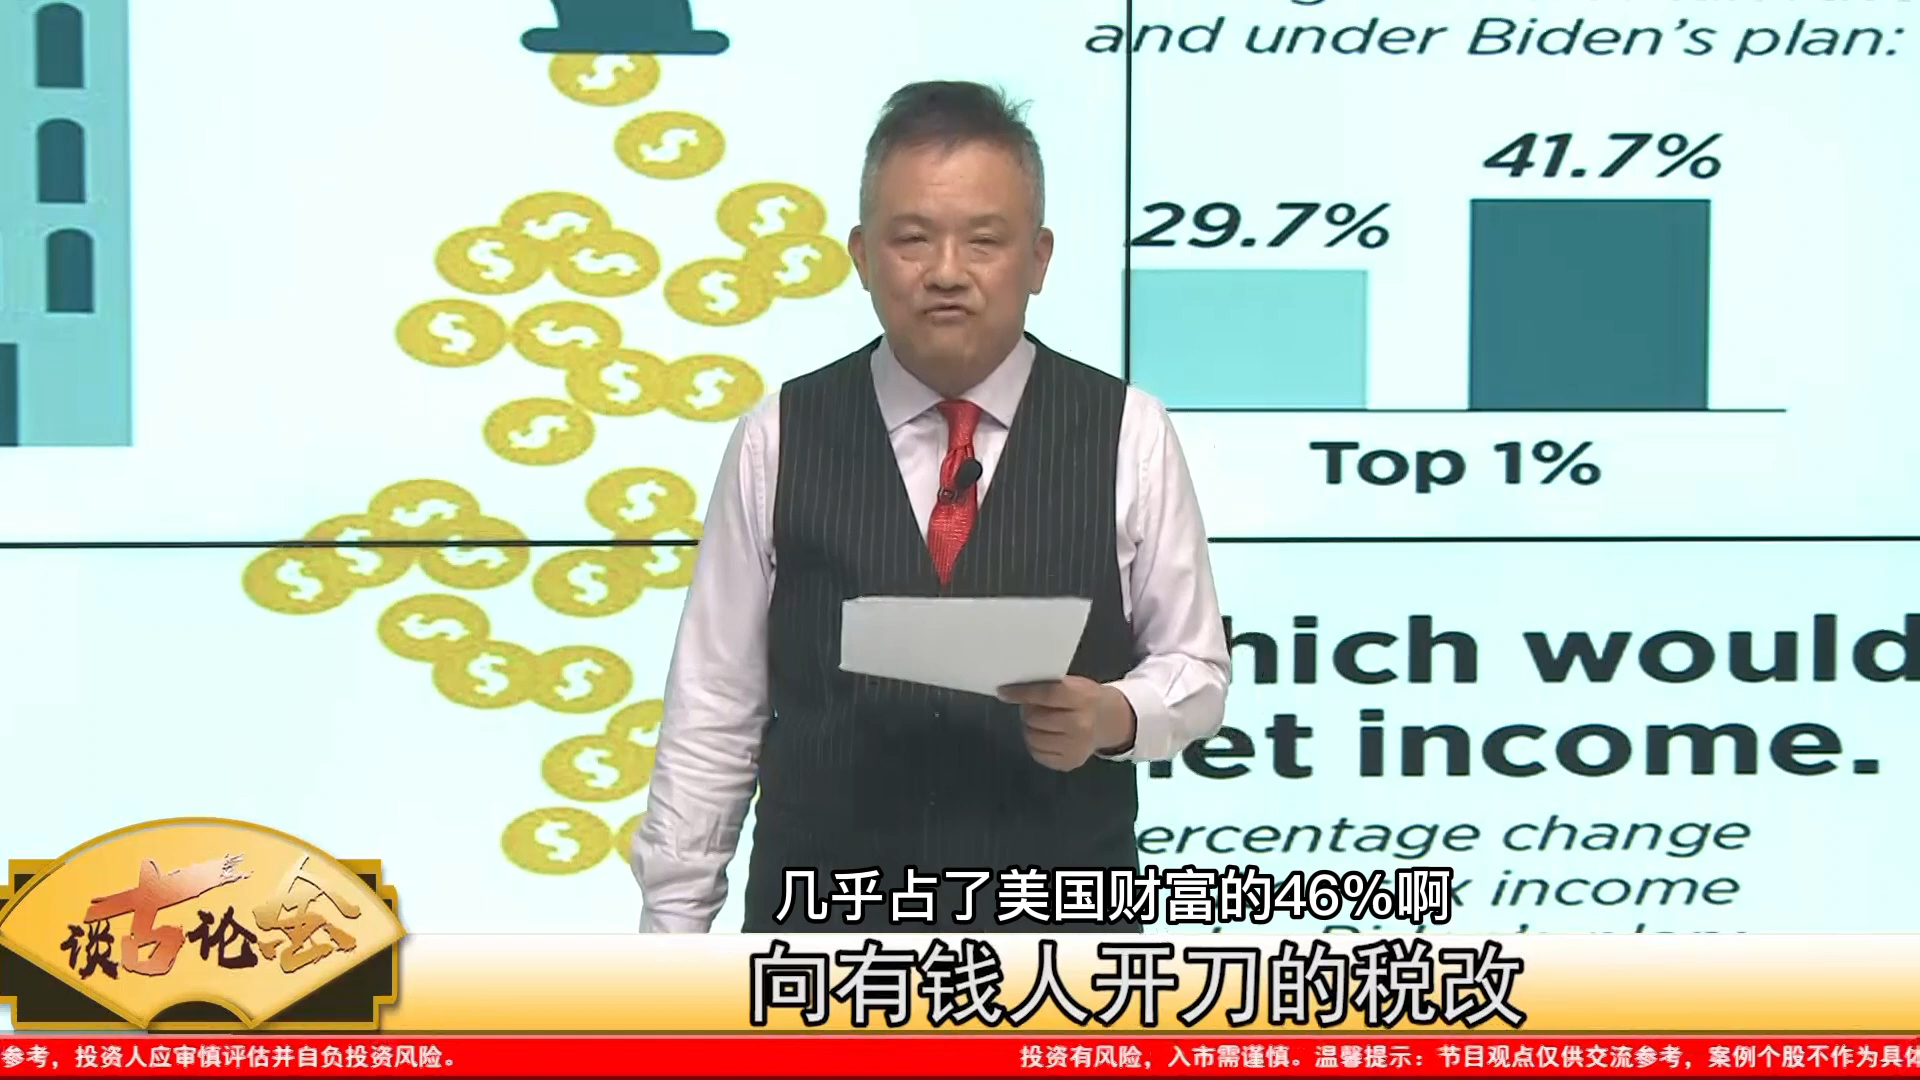 and under Biden's plan:
41.7%
29.7%
Top 1%
hich would
et income.
ercentage change
income
几乎占了美国财富的46%啊
谈古论金
向有钱人开刀的税改
参考，投资人应审慎评估并自负投资风险。
投资有风险，入市需谨慎。温馨提示：节目观点仅供交流参考，案例个股不作为具体